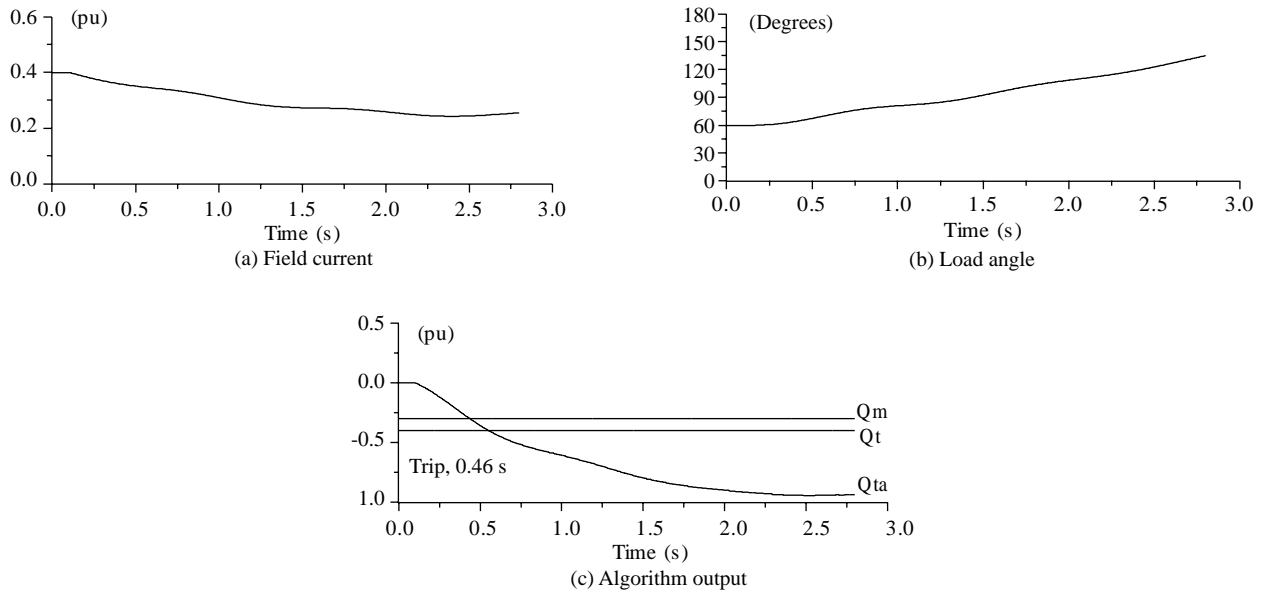 (pu)
0.6
0.4
0.2
0.0
0.0 0.5 1.0 1.5 2.0 2.5 3.0
Time (s)
(a) Field current
(Degrees)
180
150
120
90
60
30
0
0.0 0.5 1.0 1.5 2.0 2.5 3.0
Time (s)
(b) Load angle
(pu)
0.5
0.0
-0.5
1.0
Qm
Qt
Trip, 0.46 s
Qta
0.0 0.5 1.0 1.5 2.0 2.5 3.0
Time (s)
(c) Algorithm output